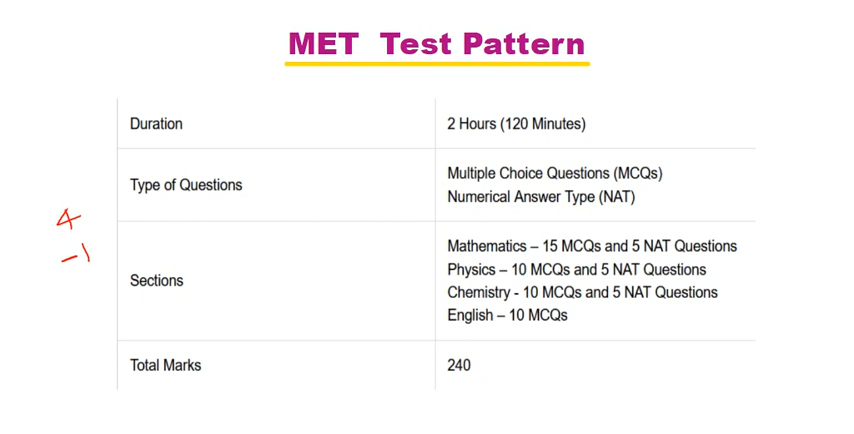 MET Test Pattern
Duration
2 Hours (120 Minutes)
Type of Questions
Multiple Choice Questions (MCQs)
Numerical Answer Type (NAT)
4
-1
Sections
Mathematics – 15 MCQs and 5 NAT Questions
Physics – 10 MCQs and 5 NAT Questions
Chemistry - 10 MCQs and 5 NAT Questions
English – 10 MCQs
Total Marks
240